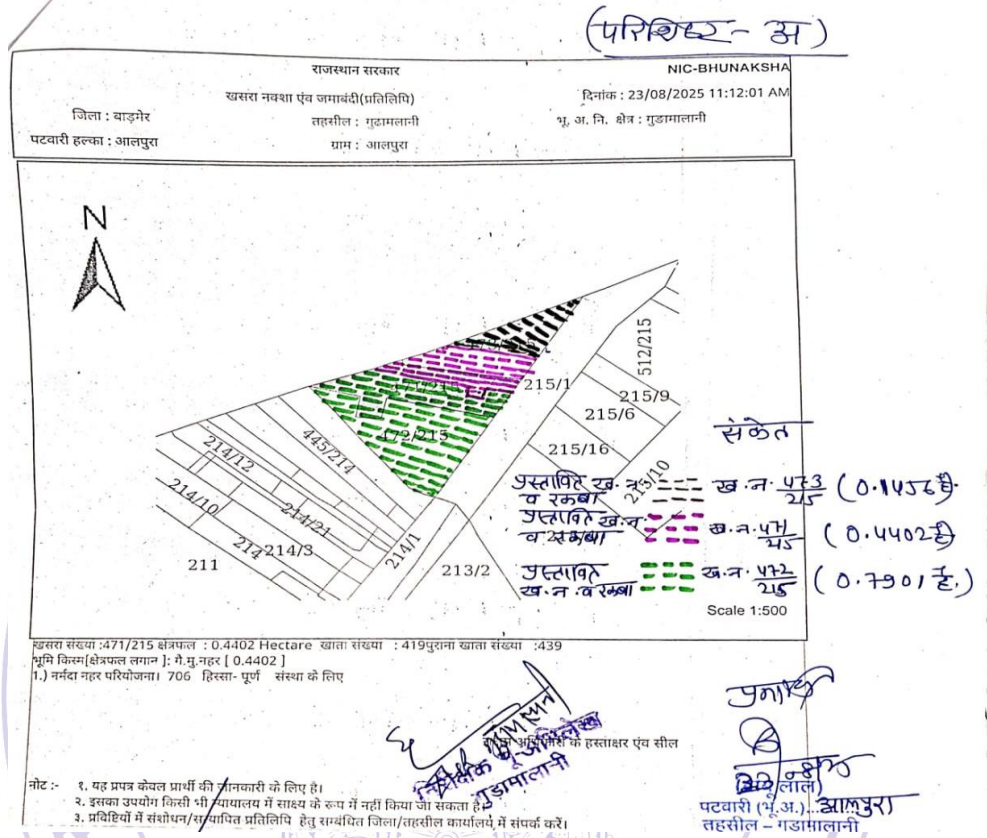 (परिशिष्ट - अ)
राजस्थान सरकार
NIC-BHUNAKSHA
खसरा नक्शा एंव जमाबंदी(प्रतिलिपि)
दिनांक : 23/08/2025 11:12:01 AM
जिला : बाड़मेर
तहसील : गुढामलानी
भू. अ. नि. क्षेत्र : गुडामालानी
पटवारी हल्का : आलपुरा
ग्राम : आलपुरा
N
512/215
215/1
215/9
215/6
472/215
445/214
215/16
214/12
214/10
214/21
214
214/3
214/1
211
213/2
संकेत
प्रस्तावित ख. न. व रकबा ख. न. 473/215 (0.1456 है.)
प्रस्तावित ख. न. व रकबा ख. न. 471/215 (0.4402 है)
प्रस्तावित ख. न. व रकबा ख. न. 472/215 (0.7901 है.)
Scale 1:500
खसरा संख्या :471/215 क्षेत्रफल : 0.4402 Hectare खाता संख्या : 419पुराना खाता संख्या :439
भूमि किस्म[क्षेत्रफल लगान ]: गै.मु.नहर [ 0.4402 ]
1.) नर्मदा नहर परियोजना। 706 हिस्सा- पूर्ण संस्था के लिए
के हस्ताक्षर एंव सील
निरीक्षक भू-अभिलेख
गुडामालानी
नोट :- १. यह प्रपत्र केवल प्रार्थी की जानकारी के लिए है।
२. इसका उपयोग किसी भी न्यायालय में साक्ष्य के रूप में नहीं किया जा सकता है।
३. प्रविष्टियों में संशोधन/सत्यापित प्रतिलिपि हेतु सम्बंधित जिला/तहसील कार्यालय में संपर्क करें।
लाल)
पटवारी (भू.अ.) आलपुरा
तहसील – गुडामालानी